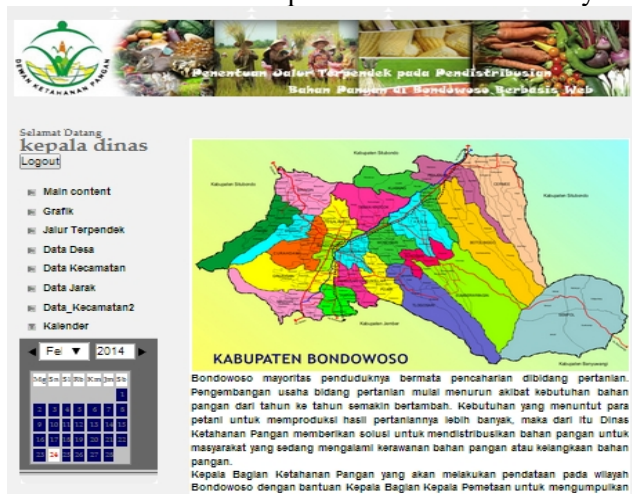 DEWAN KETAHANAN PANGAN
Penentuan Jalur Terpendek pada Pendistribusian
Bahan Pangan di Bondowoso Berbasis Web
Selamat Datang
kepala dinas
Logout
Main content
Grafik
Jalur Terpendek
Data Desa
Data Kecamatan
Data Jarak
Data_Kecamatan2
Kalender
Fel 2014
Mg Sn Sl Rb Km Jm Sb
1
2 3 4 5 6 7 8
9 10 11 12 13 14 15
16 17 18 19 20 21 22
23 24 25 26 27 28
Kabupaten Situbondo
Kabupaten Situbondo
Kabupaten Situbondo
Kabupaten Jember
Kabupaten Banyuwangi
KABUPATEN BONDOWOSO
Bondowoso mayoritas penduduknya bermata pencaharian dibidang pertanian.
Pengembangan usaha bidang pertanian mulai menurun akibat kebutuhan bahan
pangan dari tahun ke tahun semakin bertambah. Kebutuhan yang menuntut para
petani untuk memproduksi hasil pertaniannya lebih banyak, maka dari itu Dinas
Ketahanan Pangan memberikan solusi untuk mendistribusikan bahan pangan untuk
masyarakat yang sedang mengalami kerawanan bahan pangan atau kelangkaan bahan
pangan.
Kepala Bagian Ketahanan Pangan yang akan melakukan pendataan pada wilayah
Bondowoso dengan bantuan Kepala Bagian Kepala Pemetaan untuk mengumpulkan